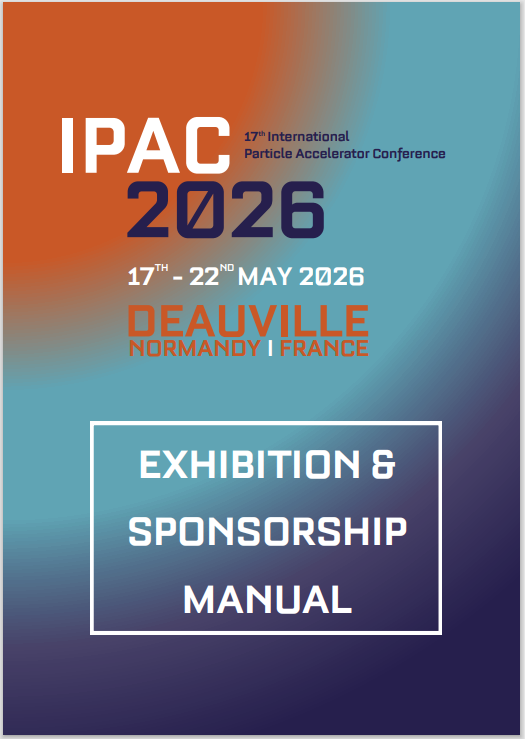 IPAC
17th International
Particle Accelerator Conference
2026
17TH - 22ND MAY 2026
DEAUVILLE
NORMANDY | FRANCE
EXHIBITION &
SPONSORSHIP
MANUAL